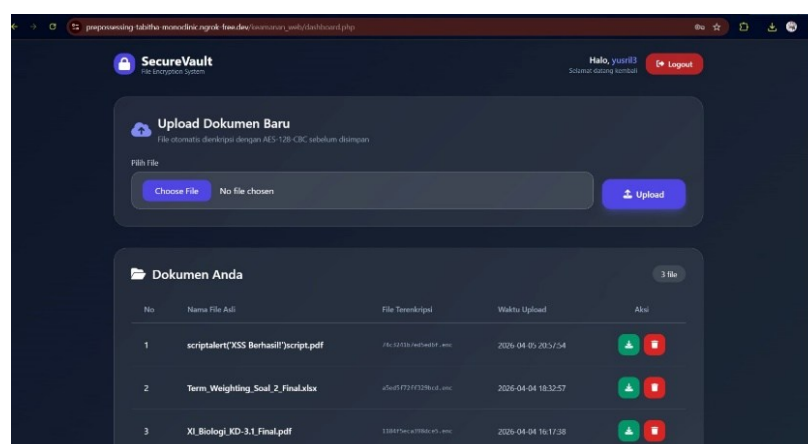 prepossessing-tabitha-monoclinic.ngrok-free.dev/keamanan_web/dashboard.php
SecureVault
File Encryption System
Halo, yusril3
Selamat datang kembali
Logout
Upload Dokumen Baru
File otomatis dienkripsi dengan AES-128-CBC sebelum disimpan
Pilih File
Choose File No file chosen
Upload
Dokumen Anda
3 file
No Nama File Asli File Terenkripsi Waktu Upload Aksi
1 scriptalert('XSS Berhasil!')script.pdf 2026-04-05 20:57:54
2 Term_Weighting_Soal_2_Final.xlsx 2026-04-04 18:32:57
3 XI_Biologi_KD-3.1_Final.pdf 2026-04-04 16:17:38